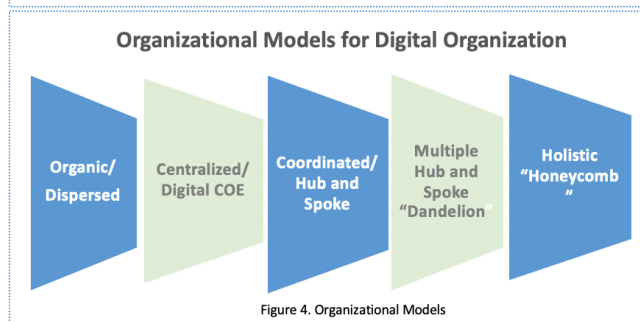 Organizational Models for Digital Organization
Organic/
Dispersed
Centralized/
Digital COE
Coordinated/
Hub and
Spoke
Multiple
Hub and
Spoke
“Dandelion”
Holistic
“Honeycomb
”
Figure 4. Organizational Models